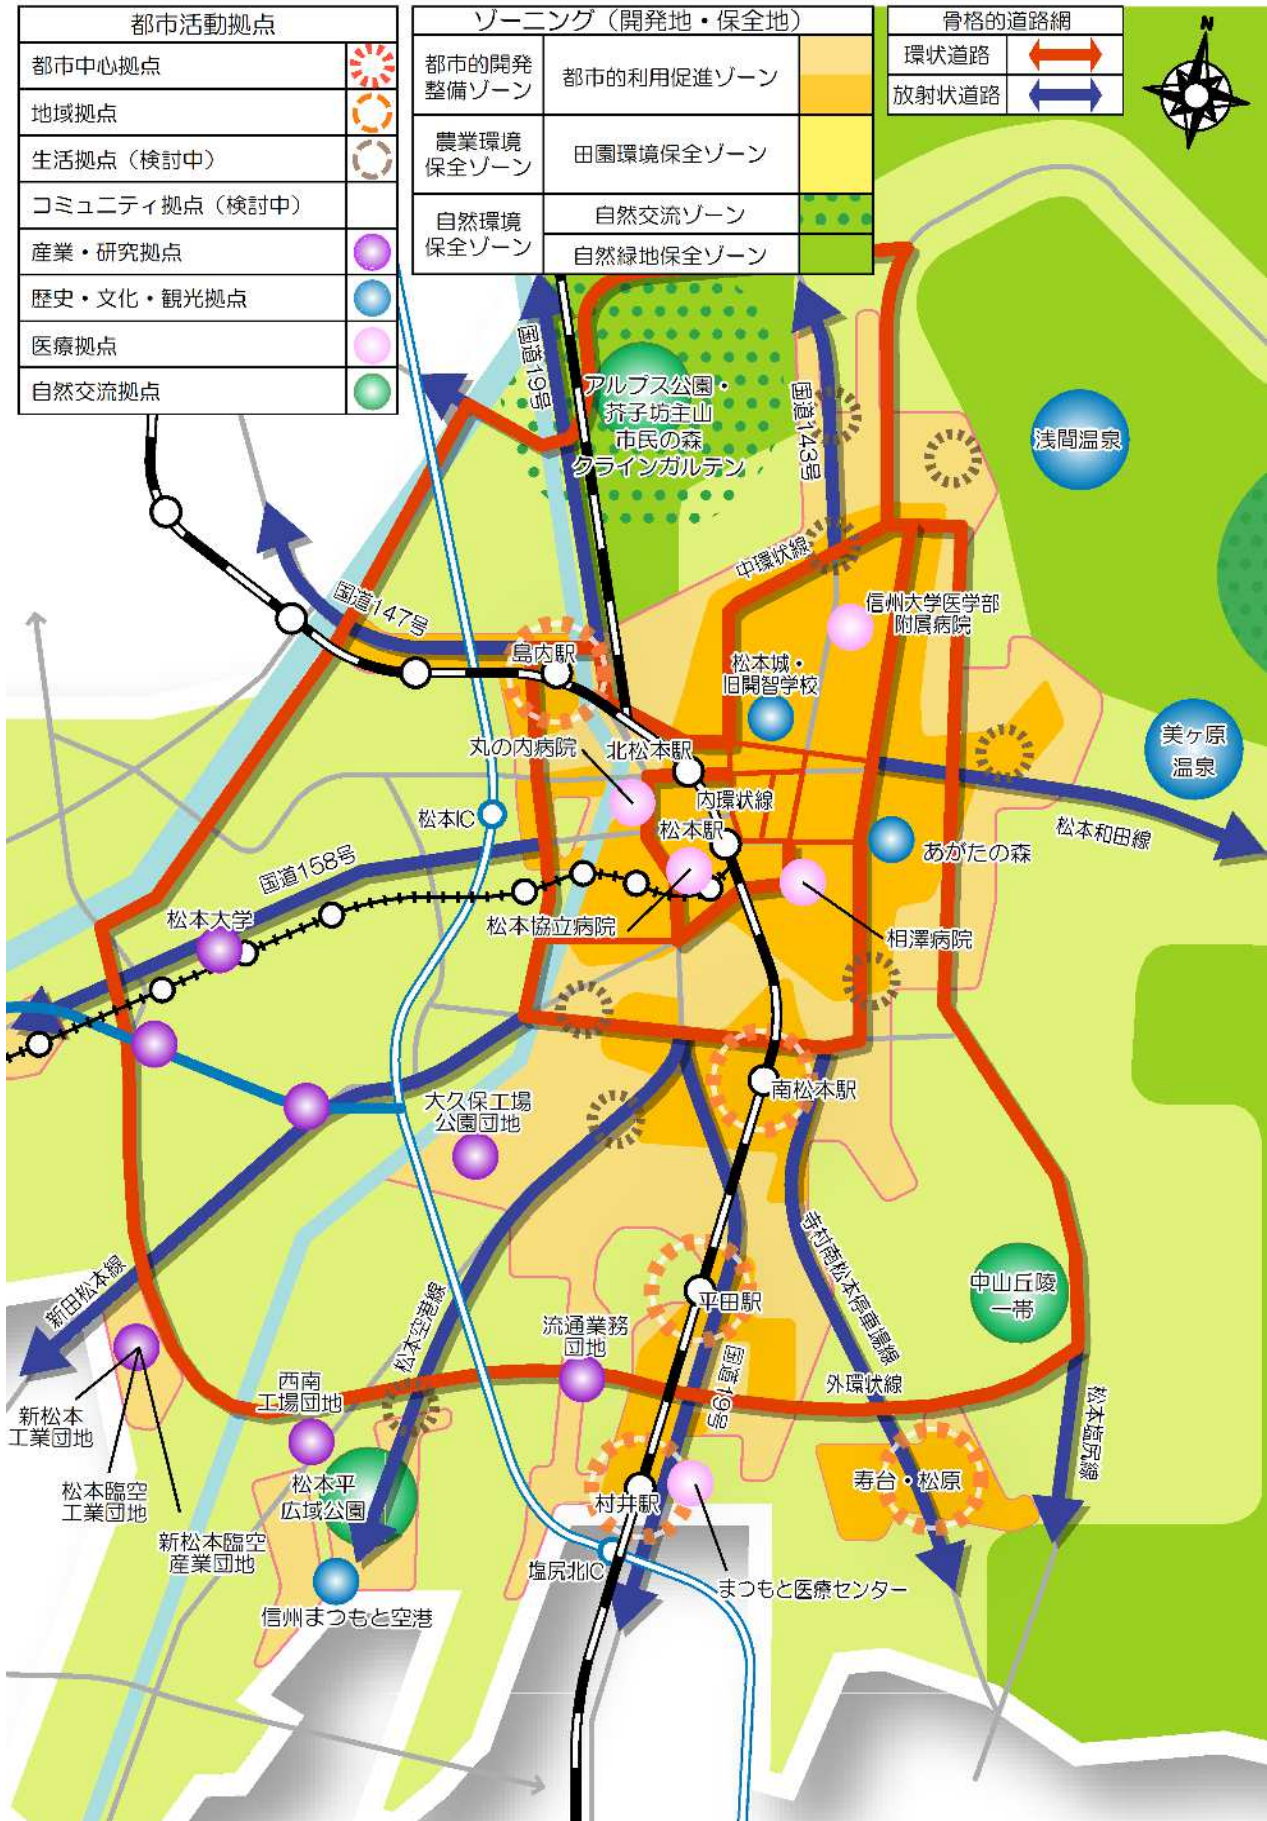 都市活動拠点
都市中心拠点
地域拠点
生活拠点（検討中）
コミュニティ拠点（検討中）
産業・研究拠点
歴史・文化・観光拠点
医療拠点
自然交流拠点
ゾーニング（開発地・保全地）
都市的開発
整備ゾーン
都市的利用促進ゾーン
農業環境
保全ゾーン
田園環境保全ゾーン
自然環境
保全ゾーン
自然交流ゾーン
自然緑地保全ゾーン
骨格的道路網
環状道路
放射状道路
N
国道19号
アルプス公園・
芥子坊主山
市民の森
クラインガルテン
国道143号
浅間温泉
中環状線
国道147号
信州大学医学部
附属病院
島内駅
松本城・
旧開智学校
丸の内病院
北松本駅
美ヶ原
温泉
内環状線
松本IC
松本駅
松本和田線
あがたの森
国道158号
松本大学
松本協立病院
相澤病院
南松本駅
大久保工場
公園団地
寺村南松本停車場線
新田松本線
松本空港線
平田駅
中山丘陵
一帯
流通業務
団地
国道19号
外環状線
西南
工場団地
新松本
工業団地
松本塩尻線
松本臨空
工業団地
松本平
広域公園
村井駅
寿台・松原
新松本臨空
産業団地
塩尻北IC
まつもと医療センター
信州まつもと空港